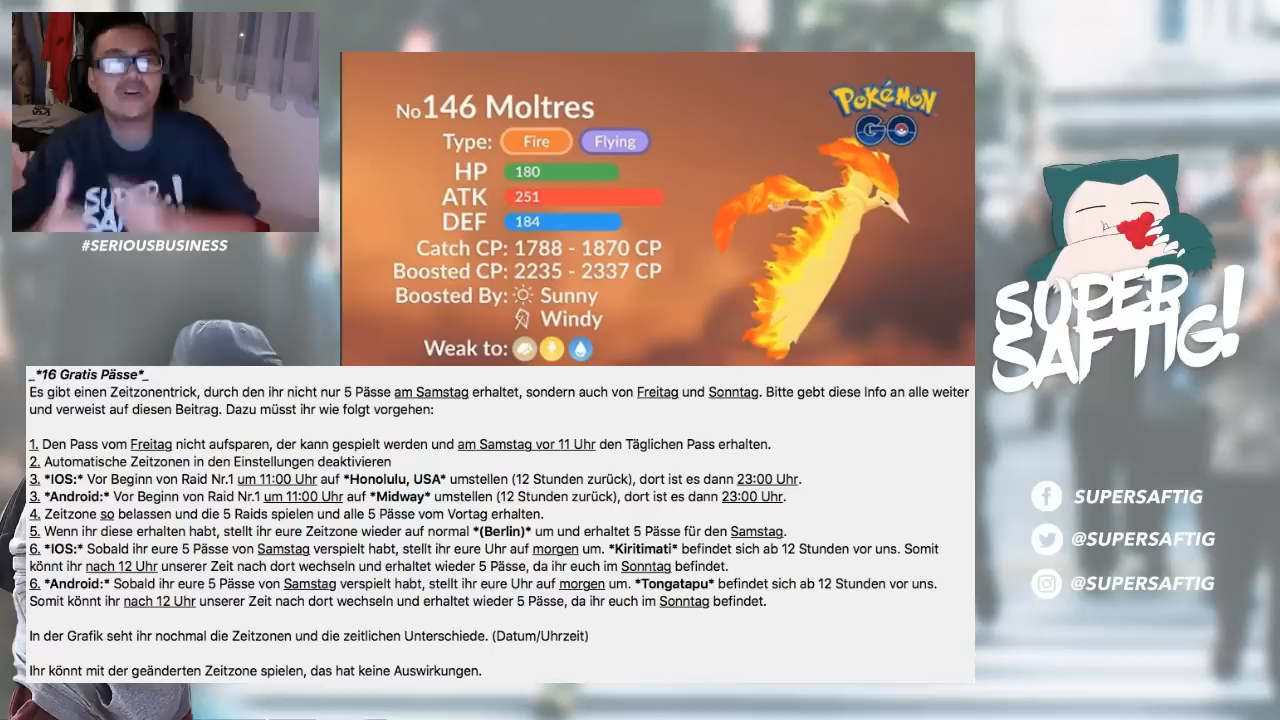 No146 Moltres
POKÉMON
GO
Type: Fire Flying
HP 180
ATK 251
DEF 184
Catch CP: 1788 - 1870 CP
Boosted CP: 2235 - 2337 CP
Boosted By: Sunny
Windy
Weak to:
#SERIOUSBUSINESS
SUPER
SAFTIG!
_*16 Gratis Pässe*_
Es gibt einen Zeitzonentrick, durch den ihr nicht nur 5 Pässe am Samstag erhaltet, sondern auch von Freitag und Sonntag. Bitte gebt diese Info an alle weiter
und verweist auf diesen Beitrag. Dazu müsst ihr wie folgt vorgehen:
1. Den Pass vom Freitag nicht aufsparen, der kann gespielt werden und am Samstag vor 11 Uhr den Täglichen Pass erhalten.
2. Automatische Zeitzonen in den Einstellungen deaktivieren
3. *IOS:* Vor Beginn von Raid Nr.1 um 11:00 Uhr auf *Honolulu, USA* umstellen (12 Stunden zurück), dort ist es dann 23:00 Uhr.
3. *Android:* Vor Beginn von Raid Nr.1 um 11:00 Uhr auf *Midway* umstellen (12 Stunden zurück), dort ist es dann 23:00 Uhr.
4. Zeitzone so belassen und die 5 Raids spielen und alle 5 Pässe vom Vortag erhalten.
5. Wenn ihr diese erhalten habt, stellt ihr eure Zeitzone wieder auf normal *(Berlin)* um und erhaltet 5 Pässe für den Samstag.
6. *IOS:* Sobald ihr eure 5 Pässe von Samstag verspielt habt, stellt ihr eure Uhr auf morgen um. *Kiritimati* befindet sich ab 12 Stunden vor uns. Somit
könnt ihr nach 12 Uhr unserer Zeit nach dort wechseln und erhaltet wieder 5 Pässe, da ihr euch im Sonntag befindet.
6. *Android:* Sobald ihr eure 5 Pässe von Samstag verspielt habt, stellt ihr eure Uhr auf morgen um. *Tongatapu* befindet sich ab 12 Stunden vor uns.
Somit könnt ihr nach 12 Uhr unserer Zeit nach dort wechseln und erhaltet wieder 5 Pässe, da ihr euch im Sonntag befindet.
In der Grafik seht ihr nochmal die Zeitzonen und die zeitlichen Unterschiede. (Datum/Uhrzeit)
Ihr könnt mit der geänderten Zeitzone spielen, das hat keine Auswirkungen.
SUPERSAFTIG
@SUPERSAFTIG
@SUPERSAFTIG